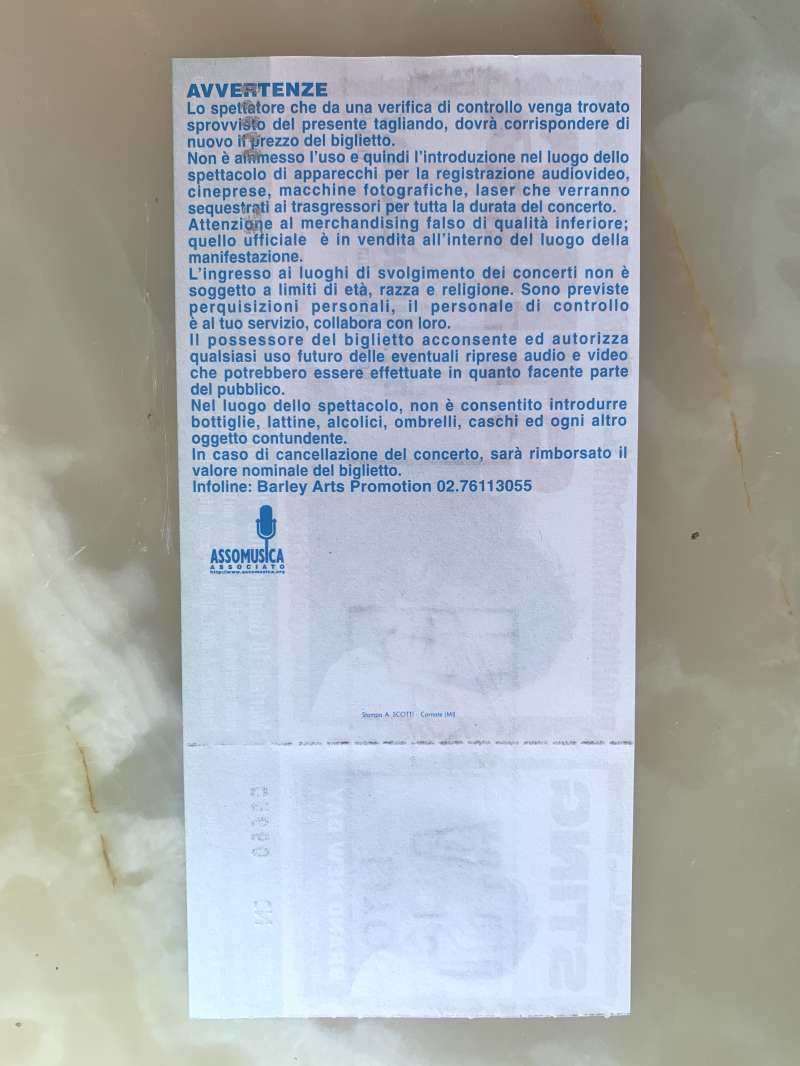 AVVERTENZE
Lo spettatore che da una verifica di controllo venga trovato
sprovvisto del presente tagliando, dovrà corrispondere di
nuovo il prezzo del biglietto.
Non è ammesso l'uso e quindi l'introduzione nel luogo dello
spettacolo di apparecchi per la registrazione audiovideo,
cineprese, macchine fotografiche, laser che verranno
sequestrati ai trasgressori per tutta la durata del concerto.
Attenzione al merchandising falso di qualità inferiore;
quello ufficiale è in vendita all'interno del luogo della
manifestazione.
L'ingresso ai luoghi di svolgimento dei concerti non è
soggetto a limiti di età, razza e religione. Sono previste
perquisizioni personali, il personale di controllo
è al tuo servizio, collabora con loro.
Il possessore del biglietto acconsente ed autorizza
qualsiasi uso futuro delle eventuali riprese audio e video
che potrebbero essere effettuate in quanto facente parte
del pubblico.
Nel luogo dello spettacolo, non è consentito introdurre
bottiglie, lattine, alcolici, ombrelli, caschi ed ogni altro
oggetto contundente.
In caso di cancellazione del concerto, sarà rimborsato il
valore nominale del biglietto.
Infoline: Barley Arts Promotion 02.76113055
ASSOMUSICA
ASSOCIATO
http://www.assomusica.org
Stampa A. SCOTTI Cornate (MI)
STING